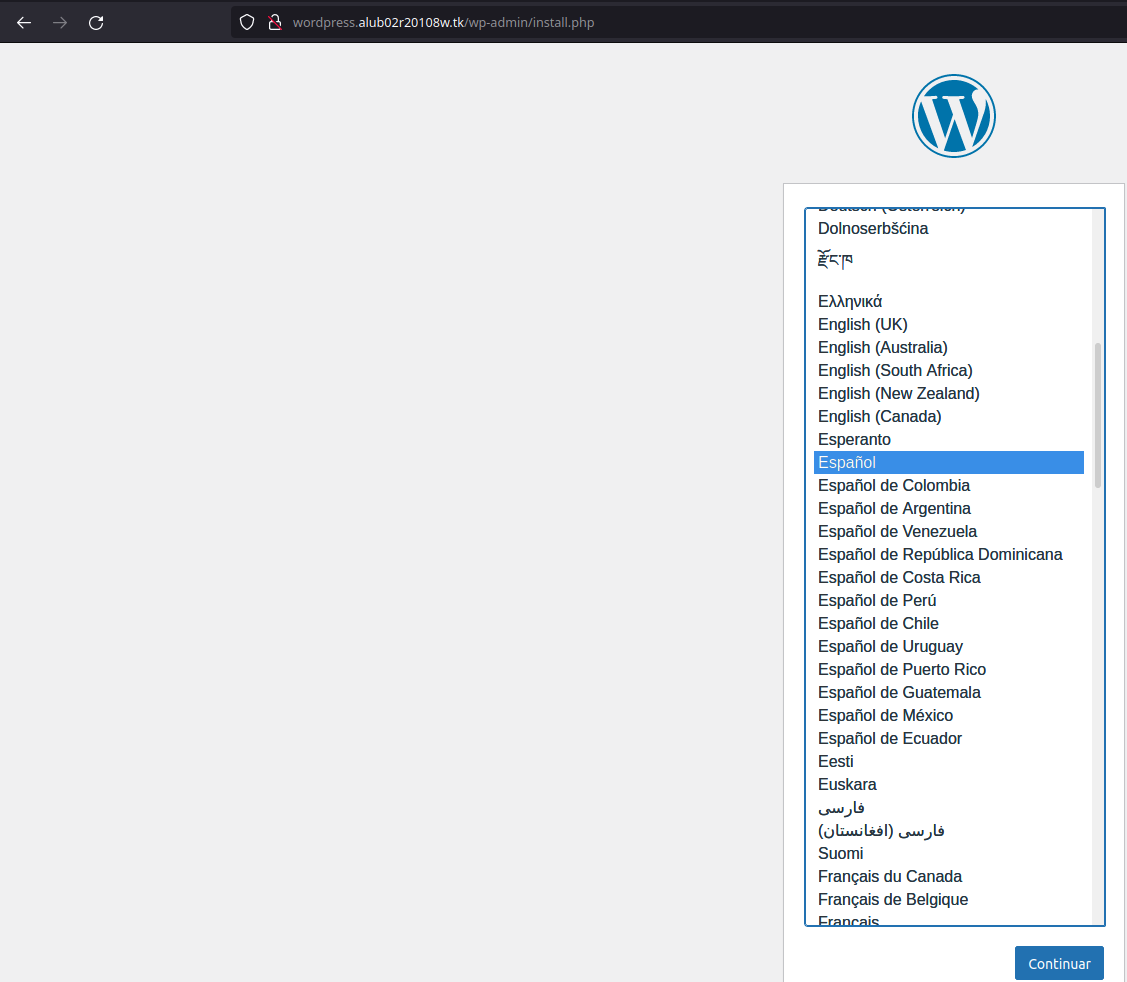 wordpress.alub02r20108w.tk/wp-admin/install.php
Deutsch (Österreich)
Dolnoserbšćina
རྫོང་ཁ
Ελληνικά
English (UK)
English (Australia)
English (South Africa)
English (New Zealand)
English (Canada)
Esperanto
Español
Español de Colombia
Español de Argentina
Español de Venezuela
Español de República Dominicana
Español de Costa Rica
Español de Perú
Español de Chile
Español de Uruguay
Español de Puerto Rico
Español de Guatemala
Español de México
Español de Ecuador
Eesti
Euskara
فارسی
(فارسی (افغانستان
Suomi
Français du Canada
Français de Belgique
Français
Continuar